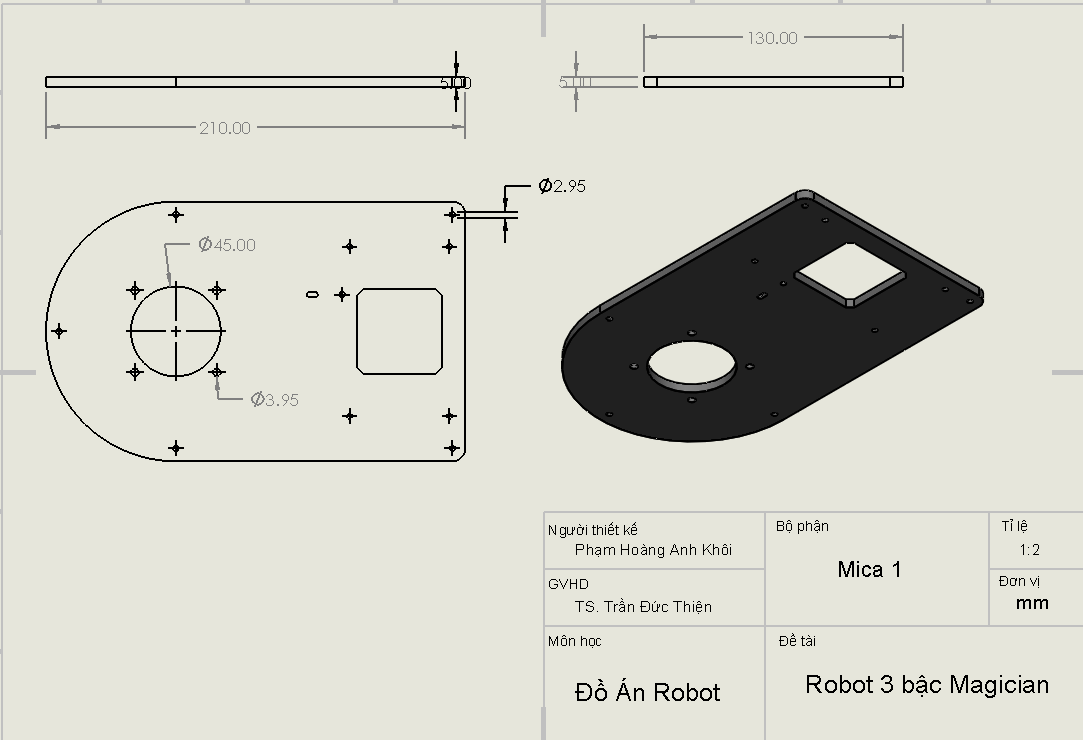 130.00
5.00
210.00
Ø2.95
Ø45.00
Ø3.95
Người thiết kế
Phạm Hoàng Anh Khôi
GVHD
TS. Trần Đức Thiện
Môn học
Đồ Án Robot
Bộ phận
Mica 1
Tỉ lệ
1:2
Đơn vị
mm
Đề tài
Robot 3 bậc Magician